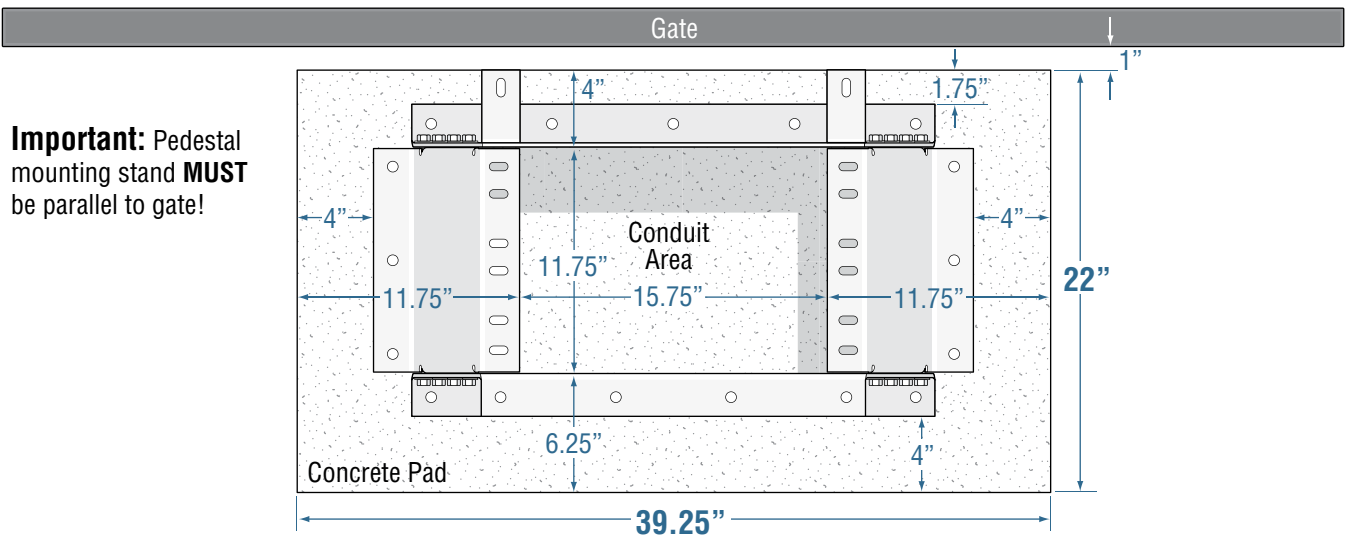 Gate
1”
4”
1.75”
Important: Pedestal
mounting stand MUST
be parallel to gate!
4”
Conduit
Area
4”
11.75”
22”
11.75”
15.75”
11.75”
6.25”
4”
Concrete Pad
39.25”